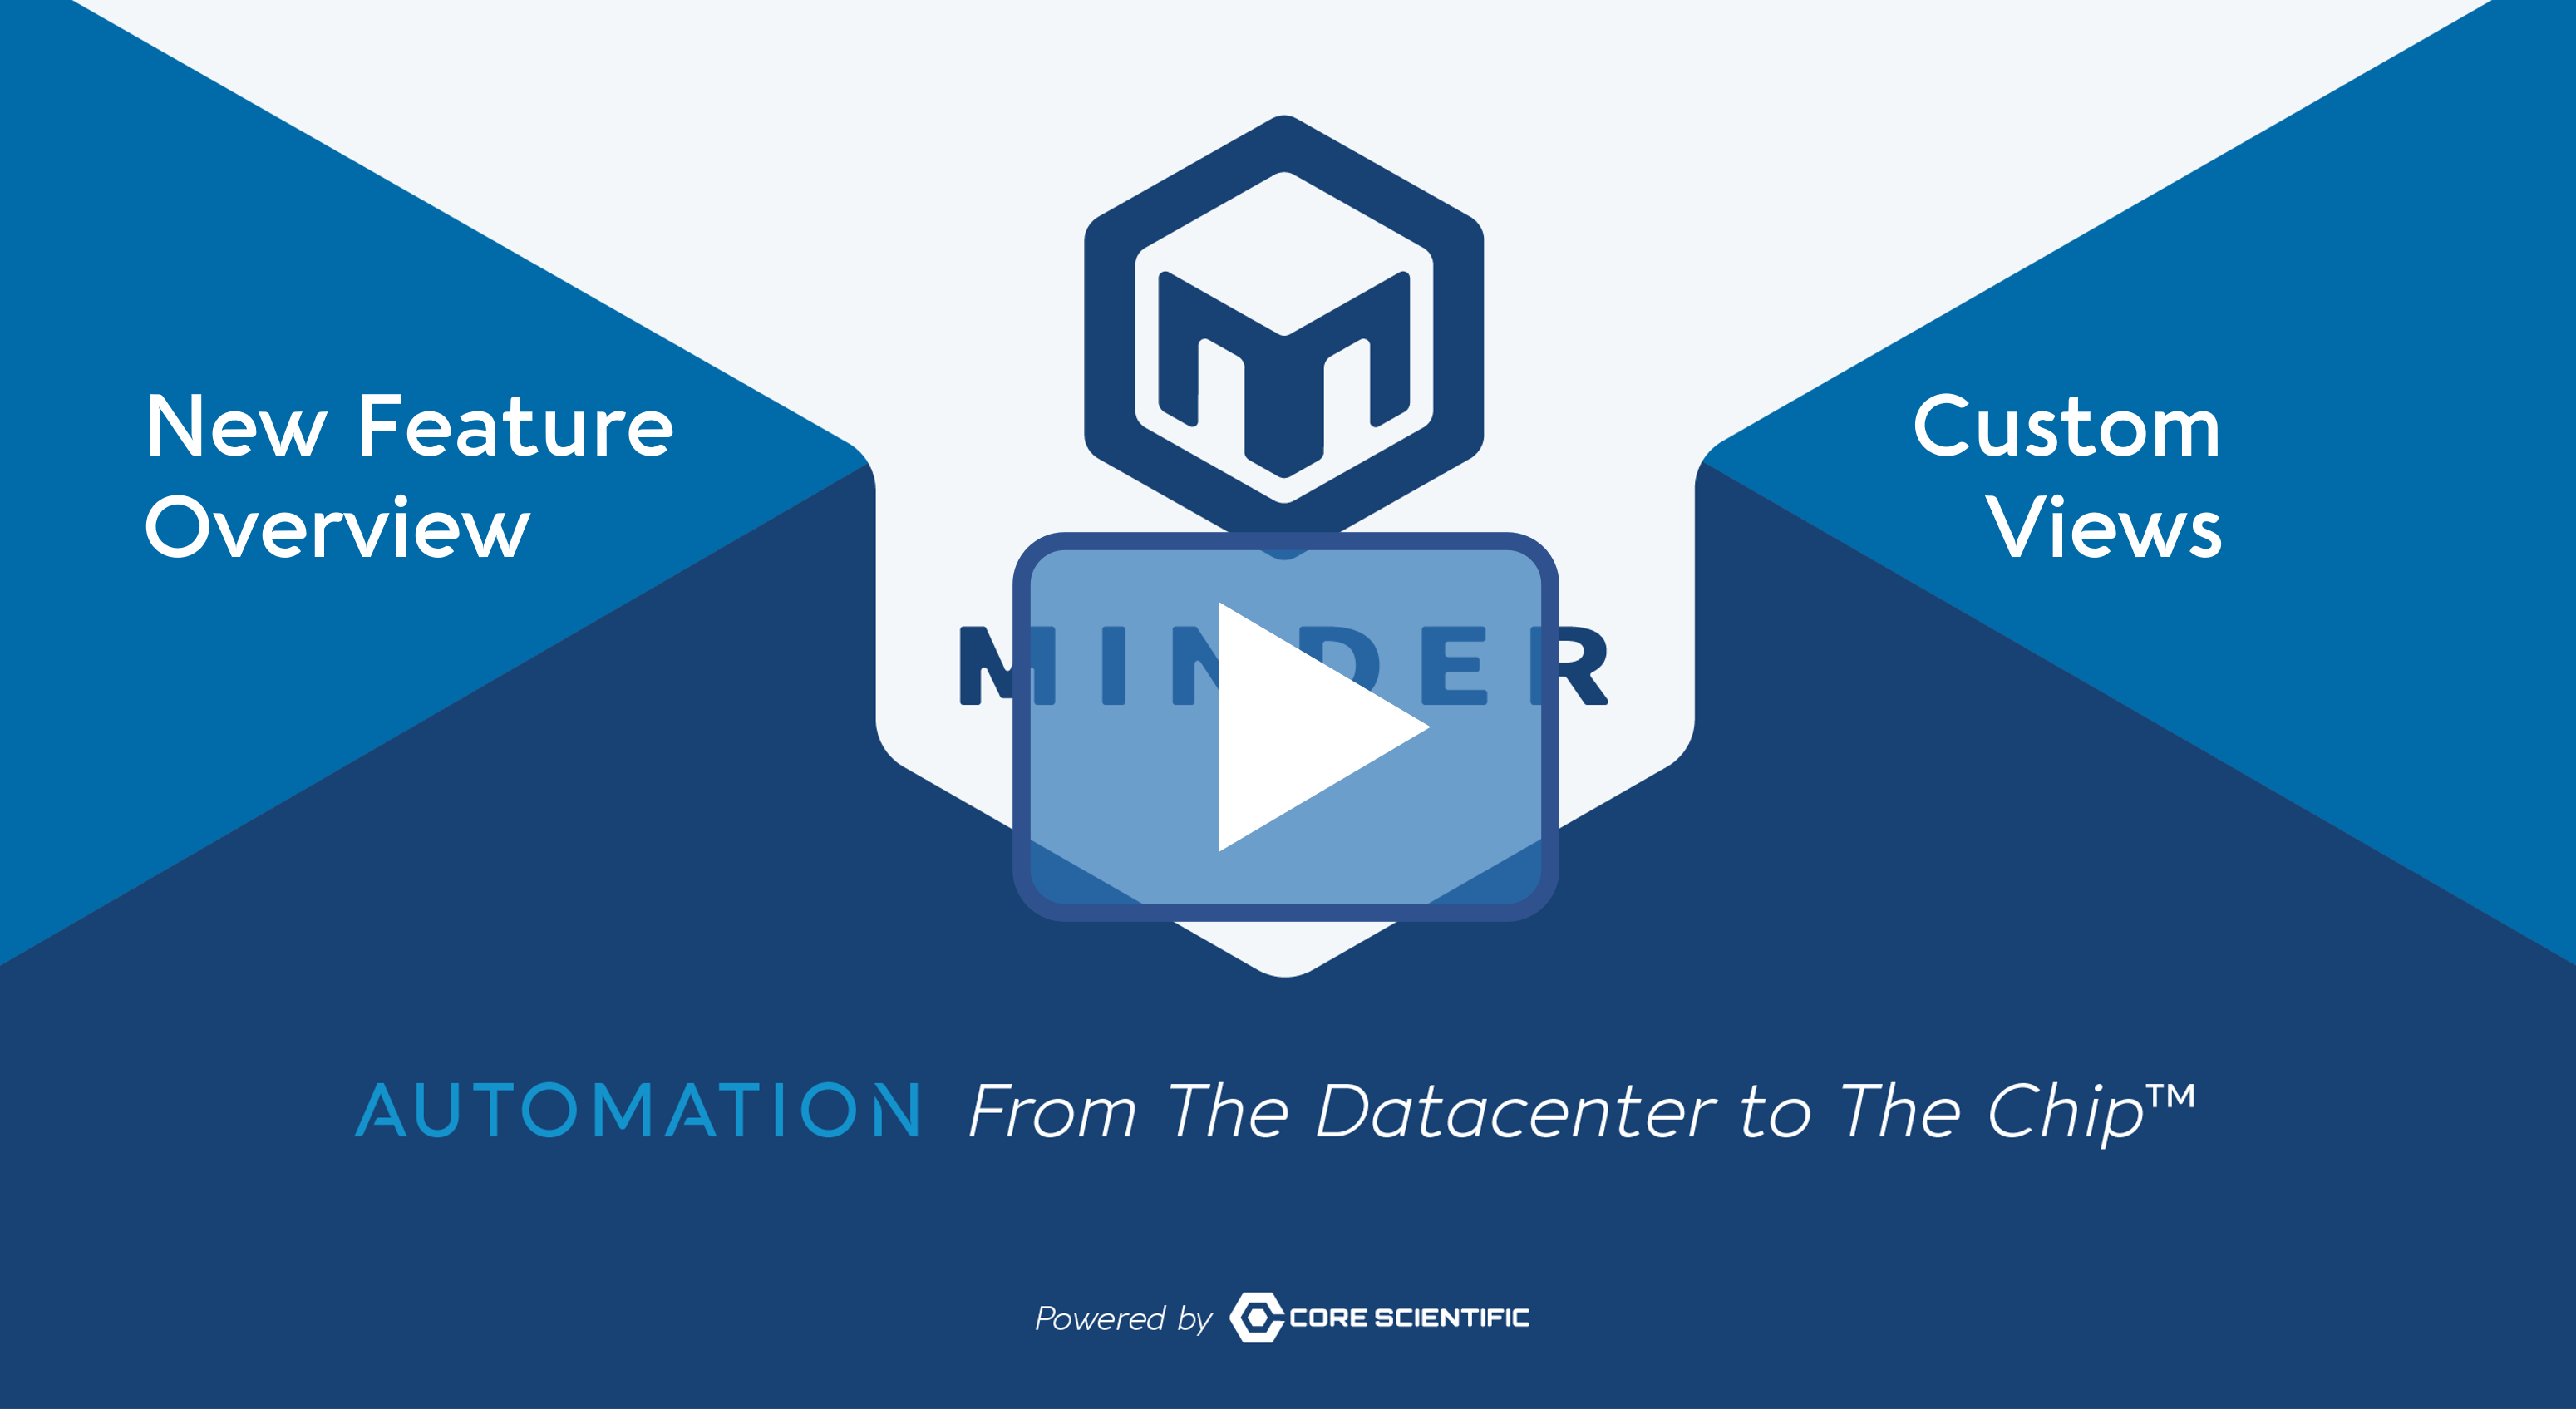 New Feature
Overview
Custom
Views
MINDER
AUTOMATION From The Datacenter to The Chip™
Powered by CORE SCIENTIFIC